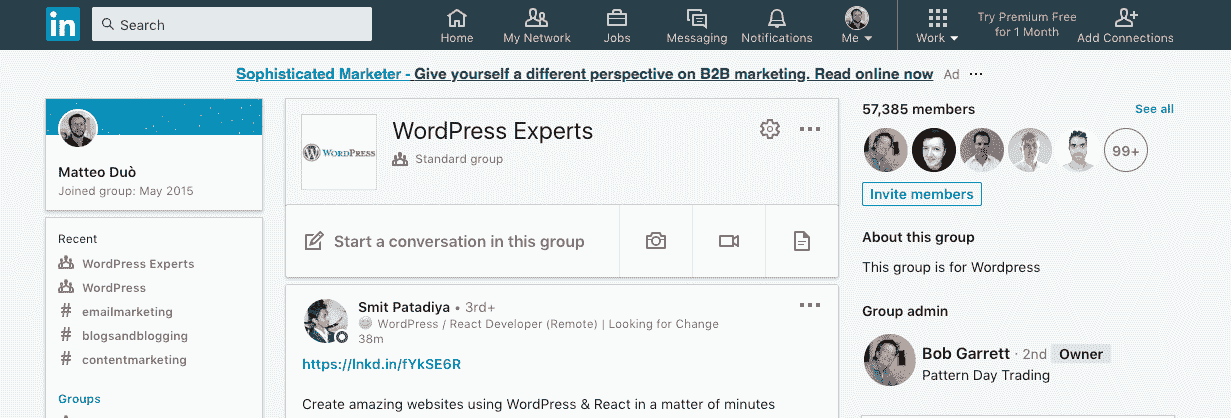 in
Search
Home
My Network
Jobs
Messaging
Notifications
Me
Work
Try Premium Free
for 1 Month
Add Connections
Sophisticated Marketer - Give yourself a different perspective on B2B marketing. Read online now Ad ...
Matteo Duò
Joined group: May 2015
Recent
WordPress Experts
WordPress
# emailmarketing
# blogsandblogging
# contentmarketing
Groups
WORDPRESS
WordPress Experts
Standard group
Start a conversation in this group
Smit Patadiya • 3rd+
WordPress / React Developer (Remote) | Looking for Change
38m
https://lnkd.in/fYkSE6R
Create amazing websites using WordPress & React in a matter of minutes
57,385 members
See all
99+
Invite members
About this group
This group is for Wordpress
Group admin
Bob Garrett · 2nd Owner
Pattern Day Trading